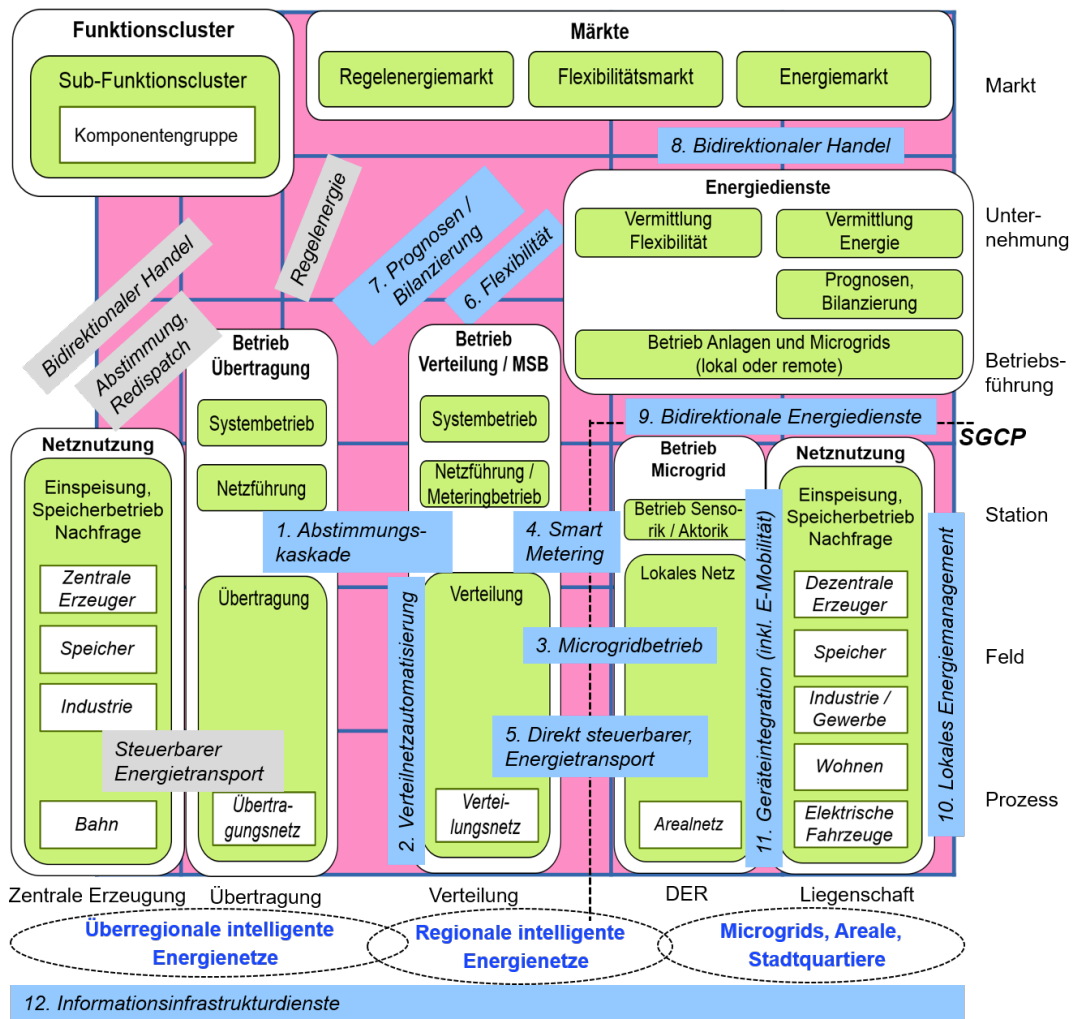 Funktionscluster
Sub-Funktionscluster
Komponentengruppe
Märkte
Regelenergiemarkt
Flexibilitätsmarkt
Energiemarkt
Markt
8. Bidirektionaler Handel
Energiedienste
Vermittlung
Flexibilität
Vermittlung
Energie
Prognosen,
Bilanzierung
Betrieb Anlagen und Microgrids
(lokal oder remote)
Unter-
nehmung
Betriebs-
führung
Regelenergie
7. Prognosen /
Bilanzierung
6. Flexibilität
Bidirektionaler Handel
Abstimmung,
Redispatch
9. Bidirektionale Energiedienste
SGCP
Netznutzung
Einspeisung,
Speicherbetrieb
Nachfrage
Zentrale
Erzeuger
Speicher
Industrie
Steuerbarer
Energietransport
Bahn
Betrieb
Übertragung
Systembetrieb
Netzführung
1. Abstimmungs-
kaskade
Übertragung
Übertra-
gungsnetz
Betrieb
Verteilung / MSB
Systembetrieb
Netzführung /
Meteringbetrieb
4. Smart
Metering
2. Verteilnetzautomatisierung
Verteilung
3. Microgridbetrieb
5. Direkt steuerbarer,
Energietransport
Vertei-
lungsnetz
Betrieb
Microgrid
Betrieb Senso-
rik / Aktorik
Lokales Netz
Arealnetz
11. Geräteintegration (inkl. E-Mobilität)
Netznutzung
Einspeisung,
Speicherbetrieb
Nachfrage
Dezentrale
Erzeuger
Speicher
Industrie /
Gewerbe
Wohnen
Elektrische
Fahrzeuge
10. Lokales Energiemanagement
Station
Feld
Prozess
Zentrale Erzeugung
Übertragung
Verteilung
DER
Liegenschaft
Überregionale intelligente
Energienetze
Regionale intelligente
Energienetze
Microgrids, Areale,
Stadtquartiere
12. Informationsinfrastrukturdienste